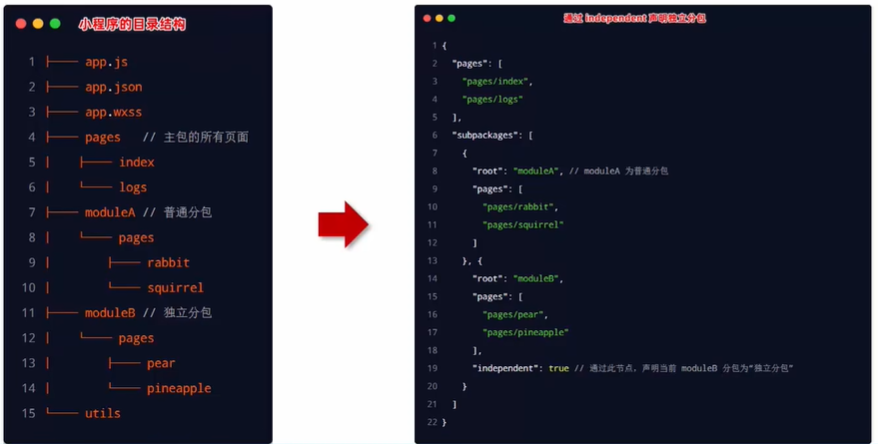 小程序的目录结构
1 ├── app.js
2 ├── app.json
3 ├── app.wxss
4 ├── pages // 主包的所有页面
5 │ ├── index
6 │ └── logs
7 ├── moduleA // 普通分包
8 │ └── pages
9 │ ├── rabbit
10 │ └── squirrel
11 ├── moduleB // 独立分包
12 │ └── pages
13 │ ├── pear
14 │ └── pineapple
15 └── utils
通过 independent 声明独立分包
1 {
2 "pages": [
3 "pages/index",
4 "pages/logs"
5 ],
6 "subpackages": [
7 {
8 "root": "moduleA", // moduleA 为普通分包
9 "pages": [
10 "pages/rabbit",
11 "pages/squirrel"
12 ]
13 }, {
14 "root": "moduleB",
15 "pages": [
16 "pages/pear",
17 "pages/pineapple"
18 ],
19 "independent": true // 通过此节点，声明当前 moduleB 分包为“独立分包”
20 }
21 ]
22 }